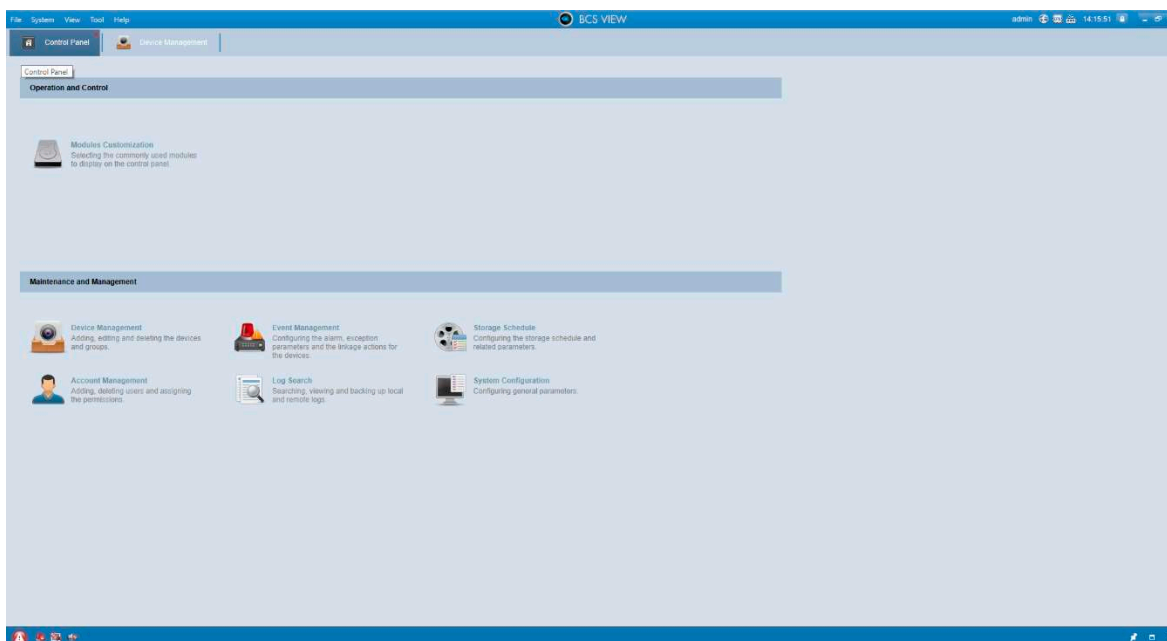 File System View Tool Help BCS VIEW admin 14:15:51
Control Panel Device Management
Control Panel
Operation and Control
Modules Customization
Selecting the commonly used modules
to display on the control panel.
Maintenance and Management
Device Management
Adding, editing and deleting the devices
and groups.
Event Management
Configuring the alarm, exception
parameters and the linkage actions for
the devices.
Storage Schedule
Configuring the storage schedule and
related parameters.
Account Management
Adding, deleting users and assigning
the permissions.
Log Search
Searching, viewing and backing up local
and remote logs.
System Configuration
Configuring general parameters.